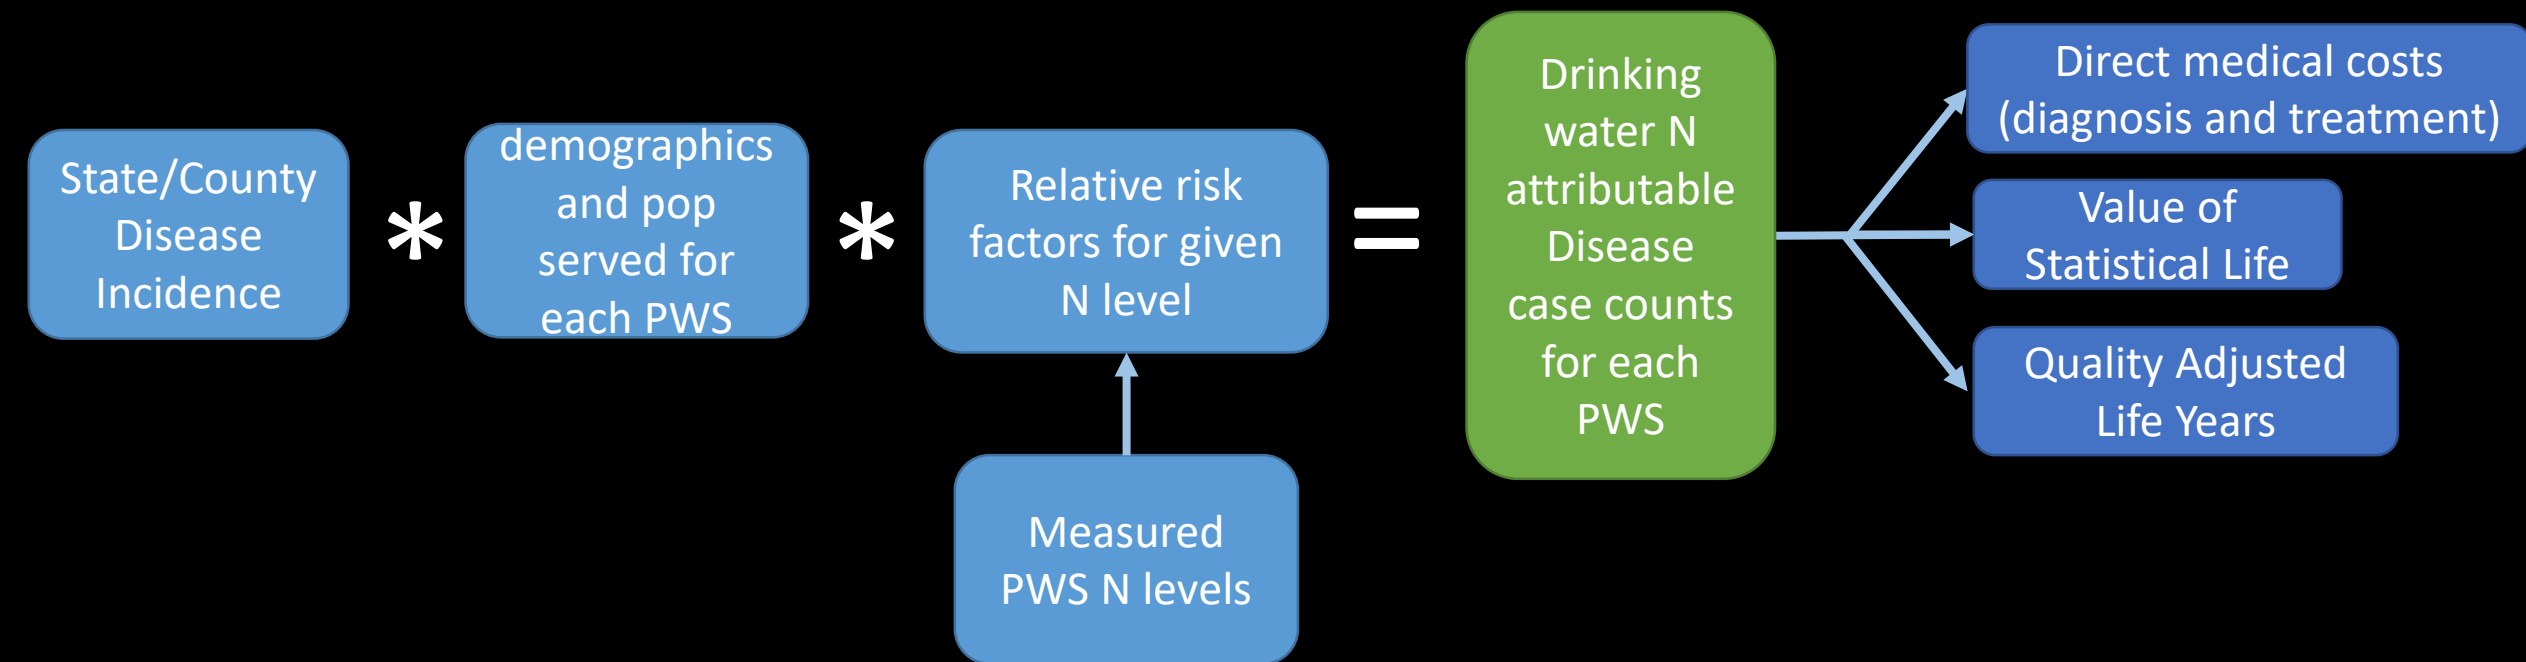 State/County
Disease
Incidence
*
demographics
and pop
served for
each PWS
*
Relative risk
factors for given
N level
=
Drinking
water N
attributable
Disease
case counts
for each
PWS
Direct medical costs
(diagnosis and treatment)
Value of
Statistical Life
Quality Adjusted
Life Years
Measured
PWS N levels